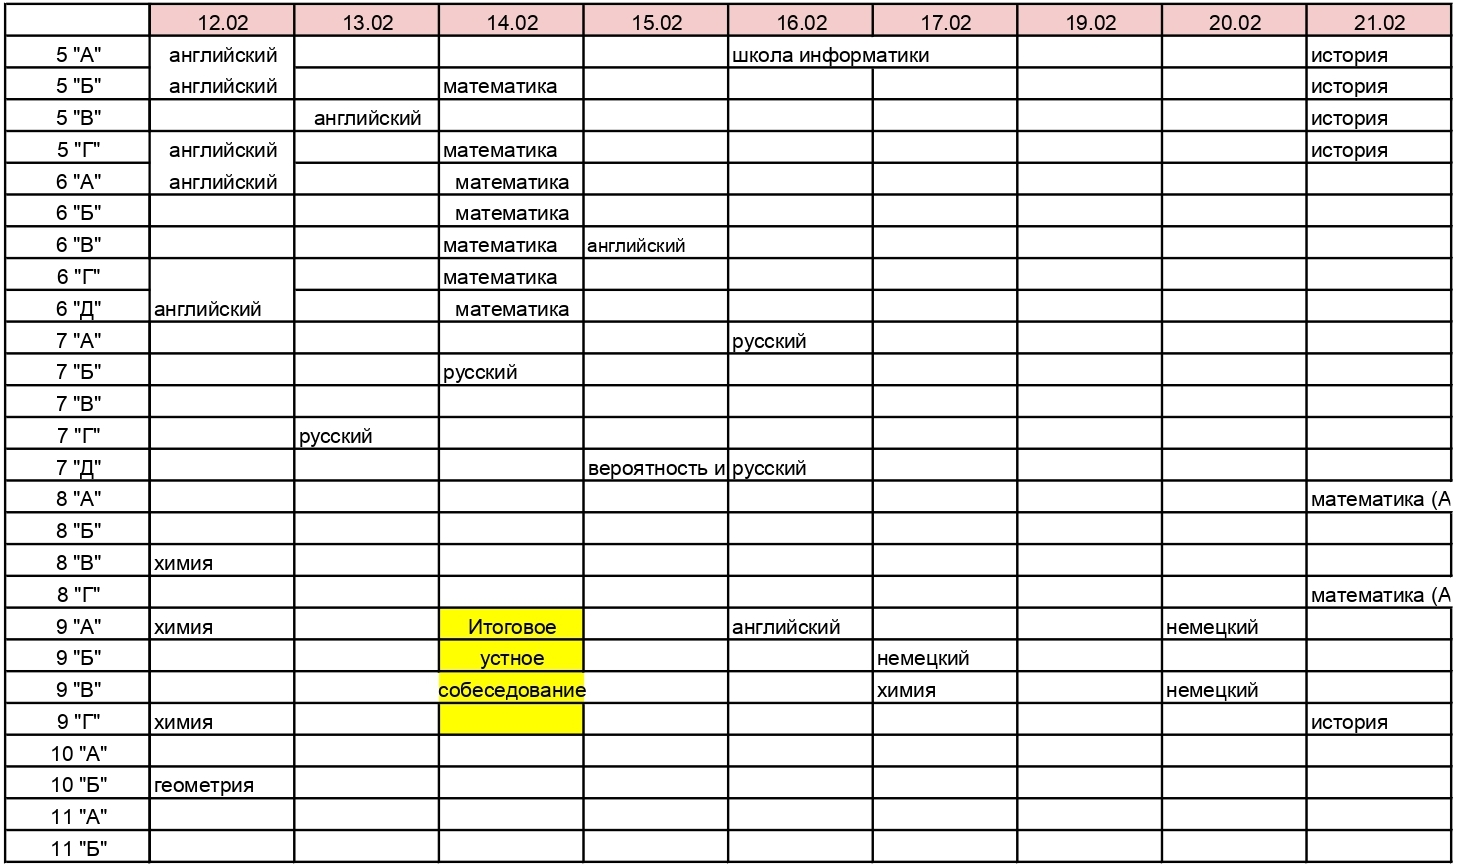 12.02 13.02 14.02 15.02 16.02 17.02 19.02 20.02 21.02
5 "А" английский школа информатики история
5 "Б" английский математика история
5 "В" английский история
5 "Г" английский математика история
6 "А" английский математика
6 "Б" математика
6 "В" математика английский
6 "Г" математика
6 "Д" английский математика
7 "А" русский
7 "Б" русский
7 "В"
7 "Г" русский
7 "Д" вероятность и русский
8 "А" математика (А
8 "Б"
8 "В" химия
8 "Г" математика (А
9 "А" химия Итоговое английский немецкий
9 "Б" устное немецкий
9 "В" собеседование химия немецкий
9 "Г" химия история
10 "А"
10 "Б" геометрия
11 "А"
11 "Б"